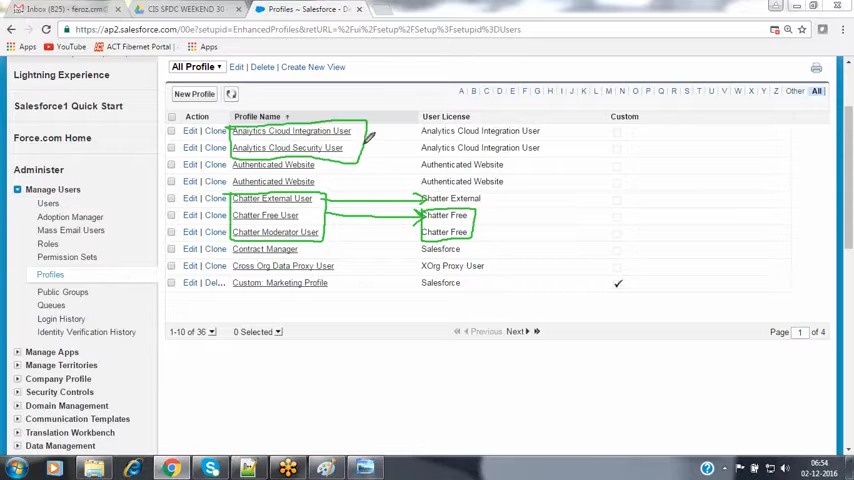 Inbox (825) - feroz.crm
CIS SFDC WEEKEND 30
Profiles ~ Salesforce - D
https://ap2.salesforce.com/00e?setupid=EnhancedProfiles&retURL=%2Fui%2Fsetup%2FSetup%3Fsetupid%3DUsers
Apps YouTube ACT Fibernet Portal Apps
Lightning Experience
Salesforce1 Quick Start
Force.com Home
Administer
Manage Users
Users
Adoption Manager
Mass Email Users
Roles
Permission Sets
Profiles
Public Groups
Queues
Login History
Identity Verification History
Manage Apps
Manage Territories
Company Profile
Security Controls
Domain Management
Communication Templates
Translation Workbench
Data Management
All Profile Edit | Delete | Create New View
New Profile
A B C D E F G H I J K L M N O P Q R S T U V W X Y Z Other All
Action Profile Name User License Custom
Edit | Clone Analytics Cloud Integration User Analytics Cloud Integration User
Edit | Clone Analytics Cloud Security User Analytics Cloud Integration User
Edit | Clone Authenticated Website Authenticated Website
Edit | Clone Authenticated Website Authenticated Website
Edit | Clone Chatter External User Chatter External
Edit | Clone Chatter Free User Chatter Free
Edit | Clone Chatter Moderator User Chatter Free
Edit | Clone Contract Manager Salesforce
Edit | Clone Cross Org Data Proxy User XOrg Proxy User
Edit | Del... Custom: Marketing Profile Salesforce
1-10 of 36 0 Selected Previous Next Page 1 of 4
06:54
02-12-2016